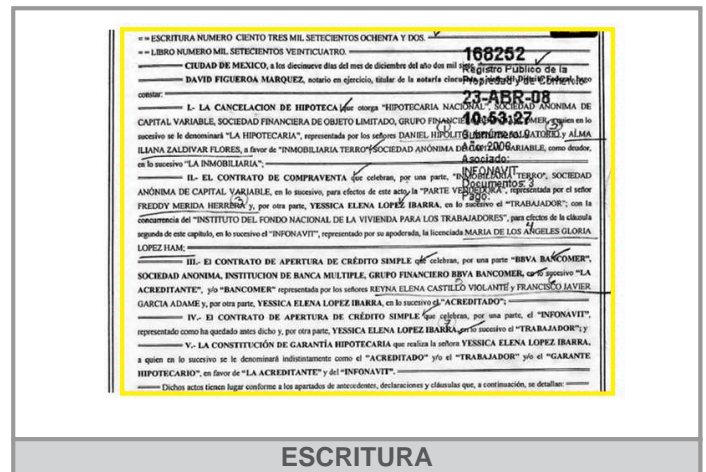 = = ESCRITURA NUMERO CIENTO TRES MIL SETECIENTOS OCHENTA Y DOS.
= = LIBRO NUMERO MIL SETECIENTOS VEINTICUATRO.
CIUDAD DE MEXICO, a los diecinueve días del mes de diciembre del año dos mil
DAVID FIGUEROA MARQUEZ, notario en ejercicio, titular de la notaría
constar:
168252
Registro Público de la
Propiedad y de Comercio
23-ABR-08
10:53:27
Año: 2006
Asociado:
INFONAVIT
Documentos: 3
Pago:
I.- LA CANCELACION DE HIPOTECA que otorga "HIPOTECARIA NACIONAL", SOCIEDAD ANONIMA DE
CAPITAL VARIABLE, SOCIEDAD FINANCIERA DE OBJETO LIMITADO, GRUPO FINANCIERO BBVA BANCOMER, a quien en lo
sucesivo se le denominará "LA HIPOTECARIA", representada por los señores DANIEL HIPOLITO y ALMA
ILIANA ZALDIVAR FLORES, a favor de "INMOBILIARIA TERRO", SOCIEDAD ANÓNIMA DE CAPITAL VARIABLE, como deudor,
en lo sucesivo "LA INMOBILIARIA";
II.- EL CONTRATO DE COMPRAVENTA que celebran, por una parte, "INMOBILIARIA TERRO", SOCIEDAD
ANÓNIMA DE CAPITAL VARIABLE, en lo sucesivo, para efectos de este acto, la "PARTE VENDEDORA", representada por el señor
FREDDY MERIDA HERRERA y, por otra parte, YESSICA ELENA LOPEZ IBARRA, en lo sucesivo el "TRABAJADOR"; con la
concurrencia del "INSTITUTO DEL FONDO NACIONAL DE LA VIVIENDA PARA LOS TRABAJADORES", para efectos de la cláusula
segunda de este capítulo, en lo sucesivo el "INFONAVIT", representado por su apoderada, la licenciada MARIA DE LOS ANGELES GLORIA
LOPEZ HAM;
III.- El CONTRATO DE APERTURA DE CRÉDITO SIMPLE que celebran, por una parte "BBVA BANCOMER",
SOCIEDAD ANONIMA, INSTITUCION DE BANCA MULTIPLE, GRUPO FINANCIERO BBVA BANCOMER, en lo sucesivo "LA
ACREDITANTE", y/o "BANCOMER" representada por los señores REYNA ELENA CASTILLO VIOLANTE y FRANCISCO JAVIER
GARCIA ADAME y, por otra parte, YESSICA ELENA LOPEZ IBARRA, en lo sucesivo el "ACREDITADO";
IV.- El CONTRATO DE APERTURA DE CRÉDITO SIMPLE que celebran, por una parte, el "INFONAVIT",
representado como ha quedado antes dicho y, por otra parte, YESSICA ELENA LOPEZ IBARRA, en lo sucesivo el "TRABAJADOR"; y
V.- LA CONSTITUCIÓN DE GARANTÍA HIPOTECARIA que realiza la señora YESSICA ELENA LOPEZ IBARRA,
a quien en lo sucesivo se le denominará indistintamente como el "ACREDITADO" y/o el "TRABAJADOR" y/o el "GARANTE
HIPOTECARIO", en favor de "LA ACREDITANTE" y del "INFONAVIT".
Dichos actos tienen lugar conforme a los apartados de antecedentes, declaraciones y cláusulas que, a continuación, se detallan:
ESCRITURA